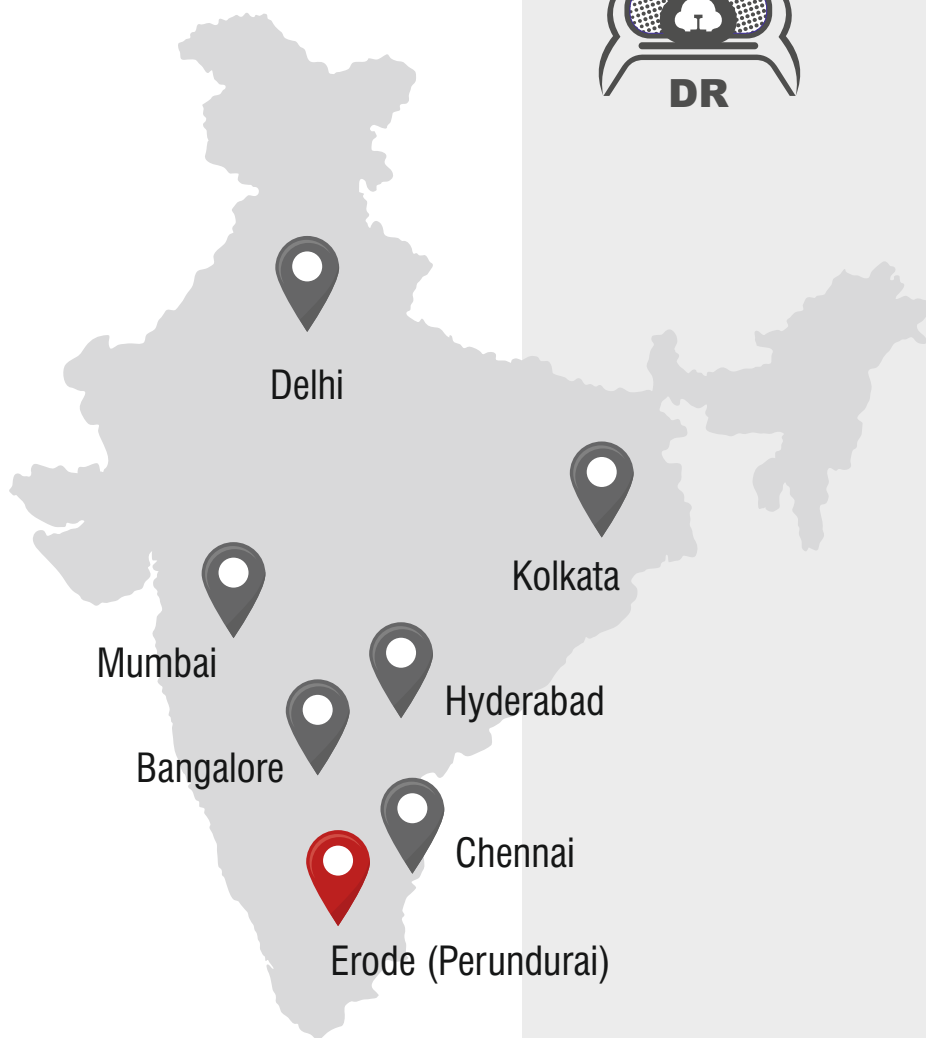 DR
Delhi
Kolkata
Mumbai
Hyderabad
Bangalore
Chennai
Erode (Perundurai)